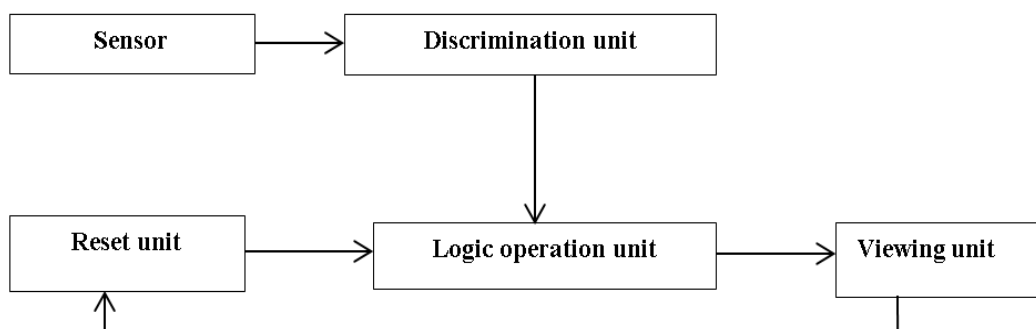 Sensor
Discrimination unit
Reset unit
Logic operation unit
Viewing unit